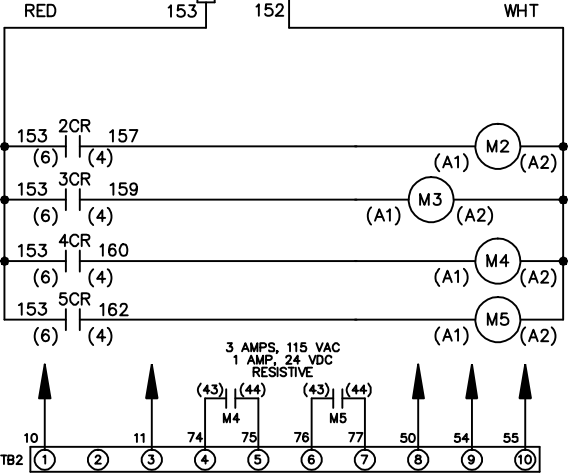 RED 153 152 WHT
2CR
153 157 M2
(6) (4) (A1) (A2)
3CR
153 159 M3
(6) (4) (A1) (A2)
4CR
153 160 M4
(6) (4) (A1) (A2)
5CR
153 162 M5
(6) (4) (A1) (A2)
3 AMPS, 115 VAC
1 AMP, 24 VDC
RESISTIVE
(43) (44) (43) (44)
M4 M5
10 11 74 75 76 77 50 54 55
TB2 1 2 3 4 5 6 7 8 9 10